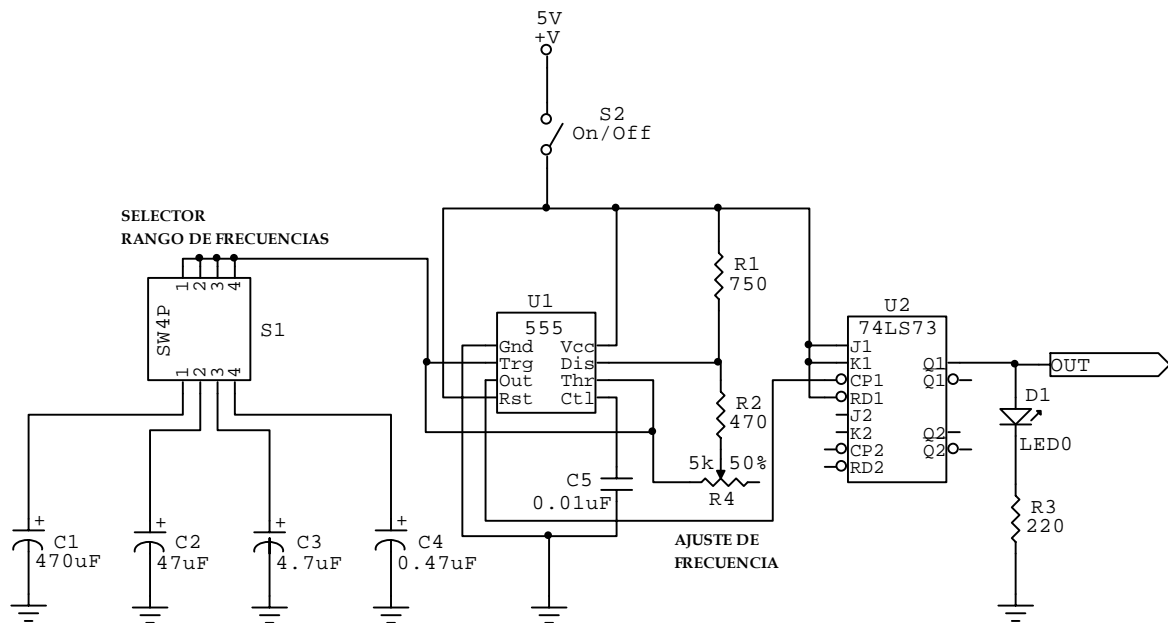 5V
+V
S2
On/Off
SELECTOR
RANGO DE FRECUENCIAS
1 2 3 4
SW4P
S1
1 2 3 4
U1
555
Gnd
Trg
Out
Rst
Vcc
Dis
Thr
Ctl
R1
750
R2
470
5k 50%
R4
C5
0.01uF
AJUSTE DE
FRECUENCIA
U2
74LS73
J1
K1
CP1
RD1
J2
K2
CP2
RD2
Q1
Q1
Q2
Q2
OUT
D1
LED0
R3
220
C1
470uF
C2
47uF
C3
4.7uF
C4
0.47uF
+
+
+
+